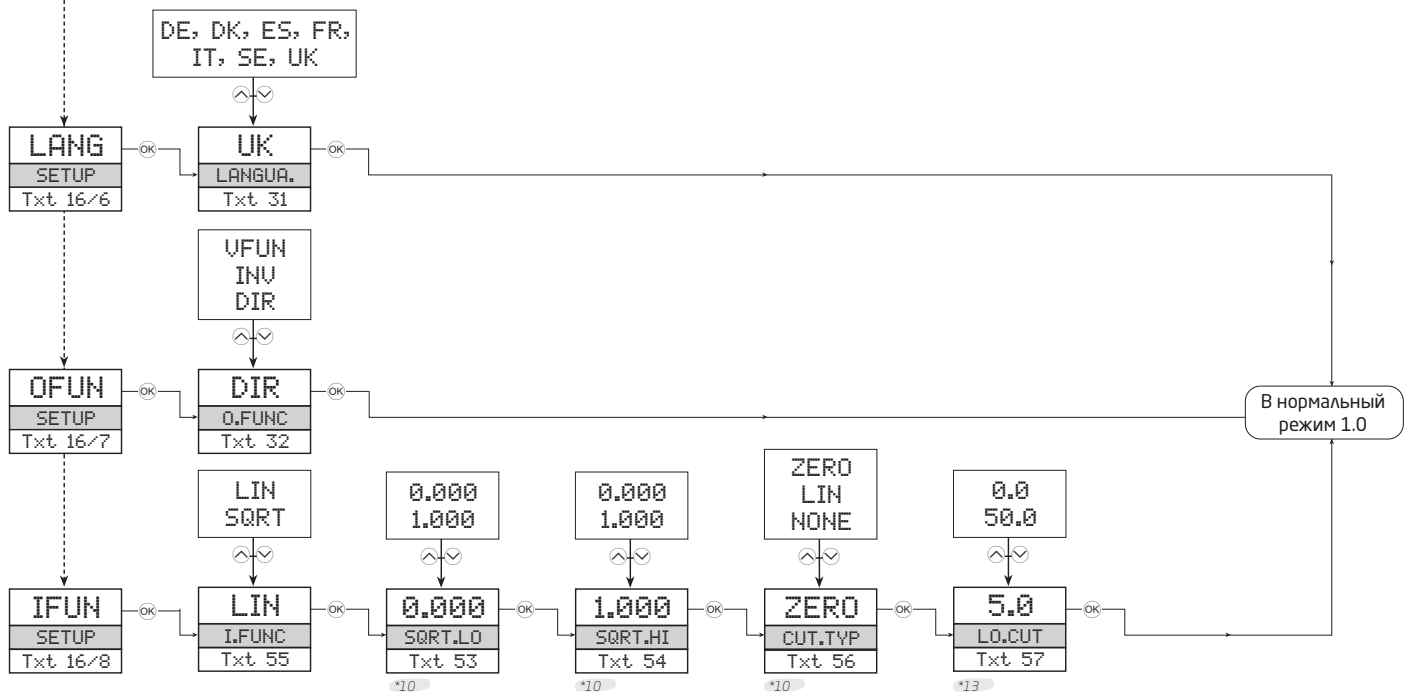 DE, DK, ES, FR,
IT, SE, UK
LANG
SETUP
Txt 16/6
OK
UK
LANGUA.
Txt 31
OK
VFUN
INV
DIR
OFUN
SETUP
Txt 16/7
OK
DIR
O.FUNC
Txt 32
OK
В нормальный
режим 1.0
LIN
SQRT
0.000
1.000
0.000
1.000
ZERO
LIN
NONE
0.0
50.0
IFUN
SETUP
Txt 16/8
OK
LIN
I.FUNC
Txt 55
OK
0.000
SQRT.LO
Txt 53
*10
OK
1.000
SQRT.HI
Txt 54
*10
OK
ZERO
CUT.TYP
Txt 56
*10
OK
5.0
LO.CUT
Txt 57
*13
OK